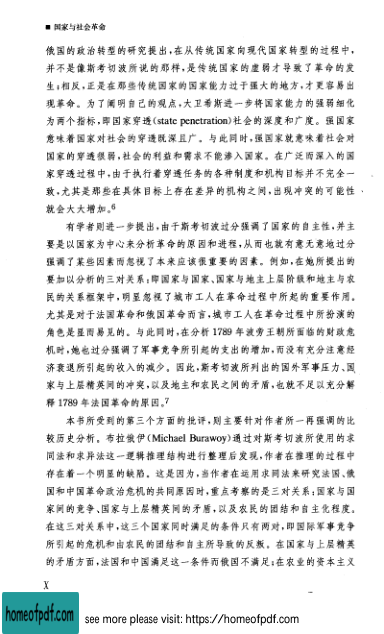 ■ 国家与社会革命
俄国的政治转型的研究提出,在从传统国家向现代国家转型的过程中,
并不是像斯考切波所说的那样,是传统国家的虚弱才导致了革命的发
生;相反,正是在那些传统国家的国家能力过于强大的地方,才更容易出
现革命。为了阐明自己的观点,大卫希斯进一步将国家能力的强弱细化
为两个指标,即国家穿透(state penetration)社会的深度和广度。强国家
意味着国家对社会的穿透既深且广。与此同时,强国家就意味着社会对
国家的穿透很弱,社会的利益和需求不能渗入国家。在广泛而深入的国
家穿透过程中,由于执行着穿透任务的各种制度和机构目标并不完全一
致,尤其是那些在具体目标上存在差异的机构之间,出现冲突的可能性
就会大大增加。6
有学者则进一步提出,由于斯考切波过分强调了国家的自主性,并主
要是以国家为中心来分析革命的原因和进程,从而也就有意无意地过分
强调了某些因素而忽视了本来应该很重要的因素。例如,在她所提出的
要加以分析的三对关系:即国家与国家、国家与地主上层阶级和地主与农
民的关系框架中,明显忽视了城市工人在革命过程中所起的重要作用。
尤其是对于法国革命和俄国革命而言,城市工人在革命过程中所扮演的
角色是显而易见的。与此同时,在分析 1789 年波旁王朝所面临的财政危
机时,她也过分强调了军事竞争所引起的支出的增加,而没有充分注意经
济衰退所引起的收入的减少。因此,斯考切波所列出的国外军事压力、国
家与上层精英间的冲突,以及地主和农民之间的矛盾,也就不足以充分解
释 1789 年法国革命的原因。7
本书所受到的第三个方面的批评,则主要针对作者所一再强调的比
较历史分析。布拉俄伊(Michael Burawoy)通过对斯考切波所使用的求
同法和求异法这一逻辑推理结构进行整理后发现,作者在推理的过程中
存在着一个明显的缺陷。这是因为,当作者在运用求同法来研究法国、俄
国和中国革命政治危机的共同原因时,重点考察的是三对关系:国家与国
家间的竞争、国家与上层精英间的矛盾,以及农民的团结和自主化程度。
在这三对关系中,这三个国家同时满足的条件只有两对,即国际军事竞争
所引起的危机和由农民的团结和自主所导致的反叛。在国家与上层精英
的矛盾方面,法国和中国满足这一条件而俄国不满足;在农业的资本主义
X
homeofpdf.com
see more please visit: https://homeofpdf.com